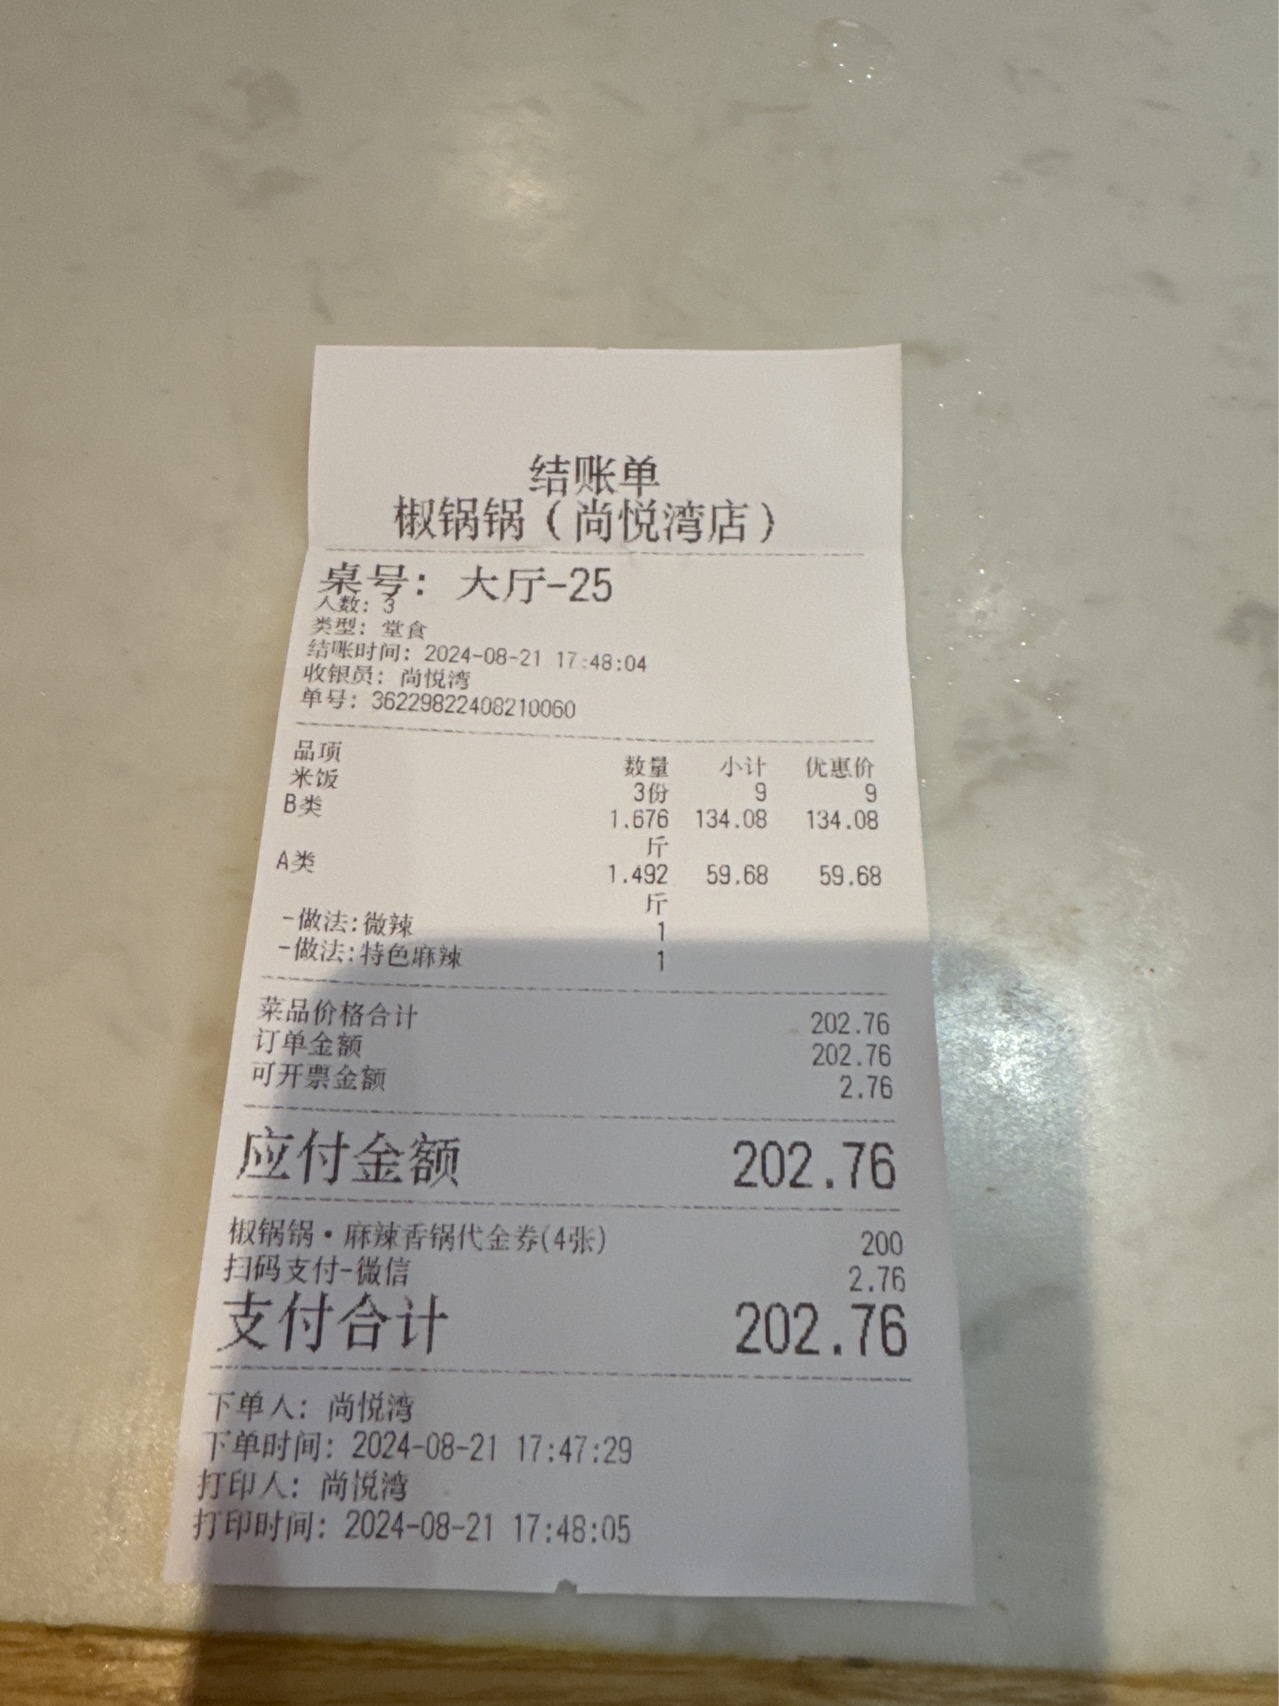 结账单
椒锅锅（尚悦湾店）
桌号：大厅-25
人数：3
类型：堂食
结账时间：2024-08-21 17:48:04
收银员：尚悦湾
单号：36229822408210060
品项 数量 小计 优惠价
米饭 3份 9 9
B类 1.676斤 134.08 134.08
A类 1.492斤 59.68 59.68
-做法:微辣 1
-做法:特色麻辣 1
菜品价格合计 202.76
订单金额 202.76
可开票金额 2.76
应付金额 202.76
椒锅锅·麻辣香锅代金券(4张) 200
扫码支付-微信 2.76
支付合计 202.76
下单人：尚悦湾
下单时间：2024-08-21 17:47:29
打印人：尚悦湾
打印时间：2024-08-21 17:48:05